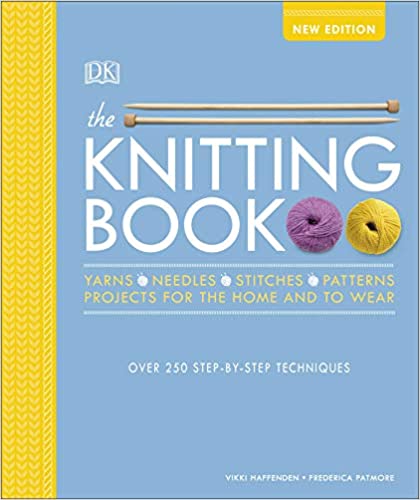 NEW EDITION
DK
the
KNITTING
BOOK
YARNS NEEDLES STITCHES PATTERNS
PROJECTS FOR THE HOME AND TO WEAR
OVER 250 STEP-BY-STEP TECHNIQUES
VIKKI HAFFENDEN • FREDERICA PATMORE